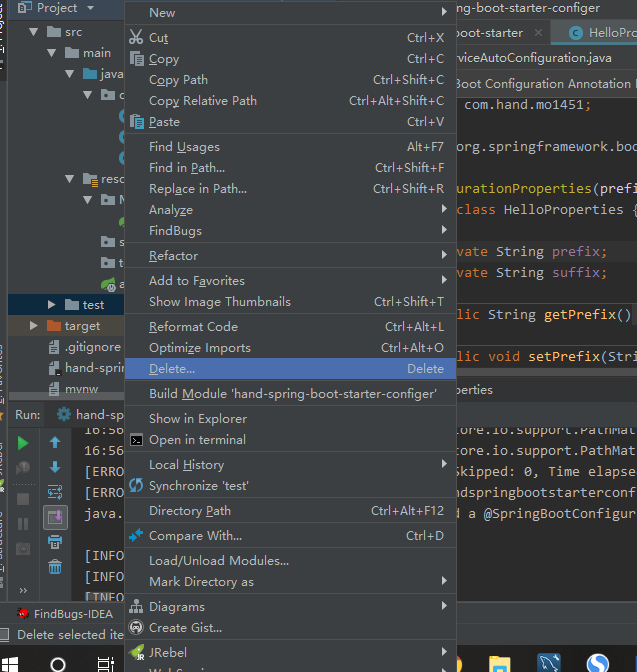 Project
src
main
java
test
target
.gitignore
hand-sprin
mvnw
New
Cut Ctrl+X
Copy Ctrl+C
Copy Path Ctrl+Shift+C
Copy Relative Path Ctrl+Alt+Shift+C
Paste Ctrl+V
Find Usages Alt+F7
Find in Path... Ctrl+Shift+F
Replace in Path... Ctrl+Shift+R
Analyze
FindBugs
Refactor
Add to Favorites
Show Image Thumbnails Ctrl+Shift+T
Reformat Code Ctrl+Alt+L
Optimize Imports Ctrl+Alt+O
Delete... Delete
Build Module 'hand-spring-boot-starter-configer'
Show in Explorer
Open in terminal
Local History
Synchronize 'test'
Directory Path Ctrl+Alt+F12
Compare With... Ctrl+D
Load/Unload Modules...
Mark Directory as
Diagrams
Create Gist...
JRebel
-spring-boot-starter-configer
boot-starter
HelloPro
viceAutoConfiguration.java
Boot Configuration Annotation
com.hand.mo1451;
org.springframework.boo
urationProperties(prefi
class HelloProperties {
vate String prefix;
vate String suffix;
lic String getPrefix()
lic void setPrefix(Stri
perties
Run: hand-sp
16:56
16:56
[ERRO
[ERRO
java.
[INFO
[INFO
[INFO
core.io.support.PathMat
core.io.support.PathMat
Skipped: 0, Time elapse
ndspringbootstarterconf
d a @SpringBootConfigur
FindBugs-IDEA
Delete selected ite